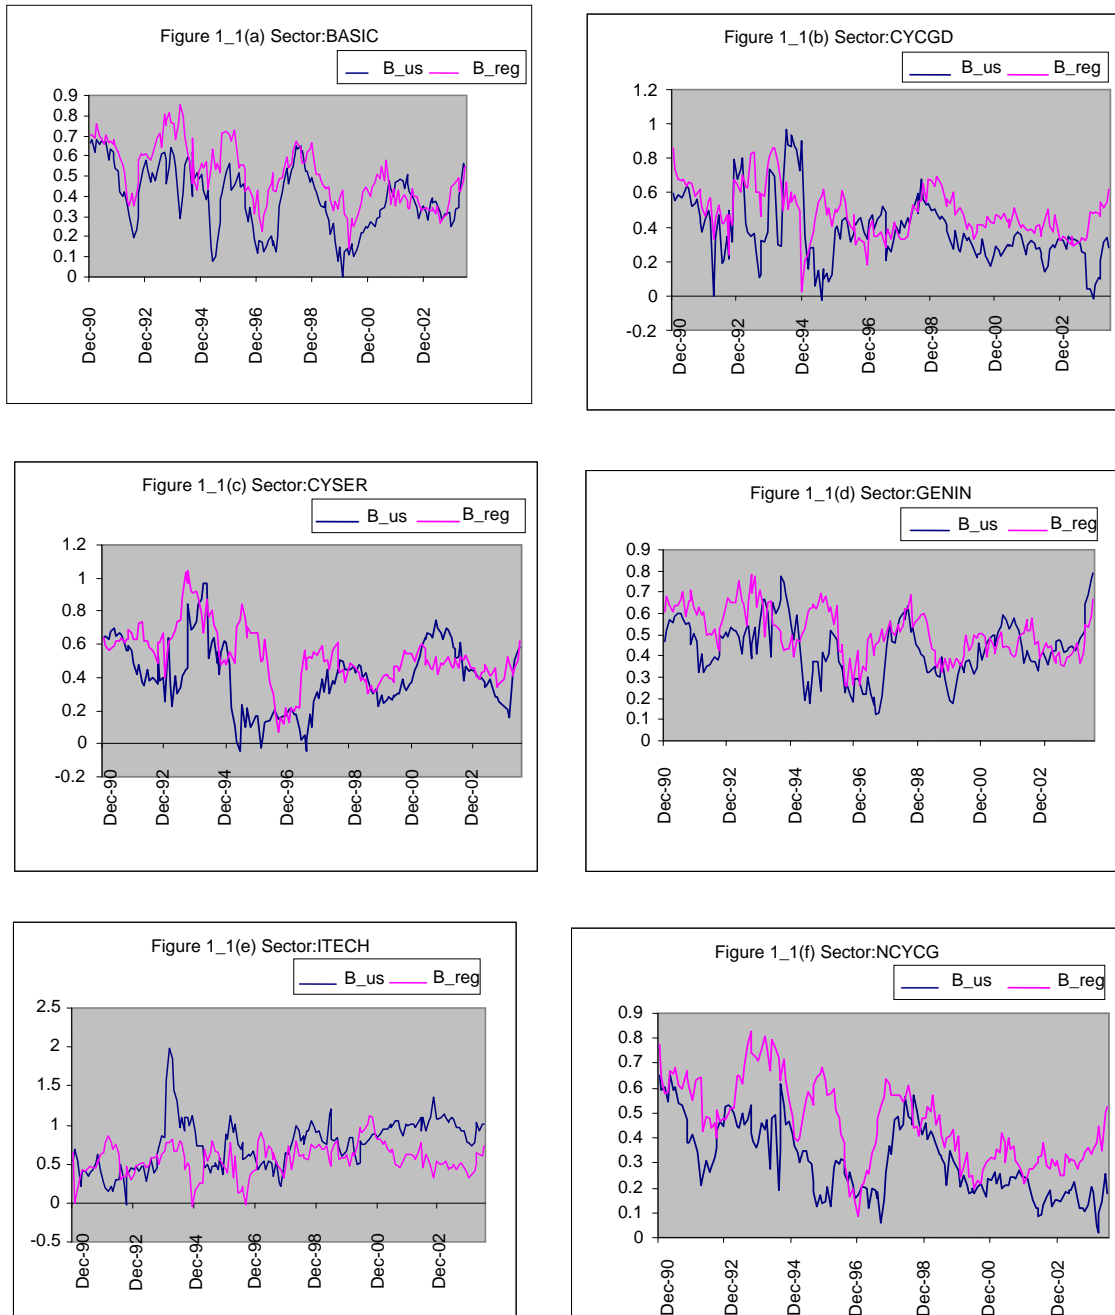 Figure 1_1(a) Sector:BASIC
B_us B_reg
0.9
0.8
0.7
0.6
0.5
0.4
0.3
0.2
0.1
0
Dec-90 Dec-92 Dec-94 Dec-96 Dec-98 Dec-00 Dec-02
Figure 1_1(b) Sector:CYCGD
B_us B_reg
1.2
1
0.8
0.6
0.4
0.2
0
-0.2
Dec-90 Dec-92 Dec-94 Dec-96 Dec-98 Dec-00 Dec-02
Figure 1_1(c) Sector:CYSER
B_us B_reg
1.2
1
0.8
0.6
0.4
0.2
0
-0.2
Dec-90 Dec-92 Dec-94 Dec-96 Dec-98 Dec-00 Dec-02
Figure 1_1(d) Sector:GENIN
B_us B_reg
0.9
0.8
0.7
0.6
0.5
0.4
0.3
0.2
0.1
0
Dec-90 Dec-92 Dec-94 Dec-96 Dec-98 Dec-00 Dec-02
Figure 1_1(e) Sector:ITECH
B_us B_reg
2.5
2
1.5
1
0.5
0
-0.5
Dec-90 Dec-92 Dec-94 Dec-96 Dec-98 Dec-00 Dec-02
Figure 1_1(f) Sector:NCYCG
B_us B_reg
0.9
0.8
0.7
0.6
0.5
0.4
0.3
0.2
0.1
0
Dec-90 Dec-92 Dec-94 Dec-96 Dec-98 Dec-00 Dec-02